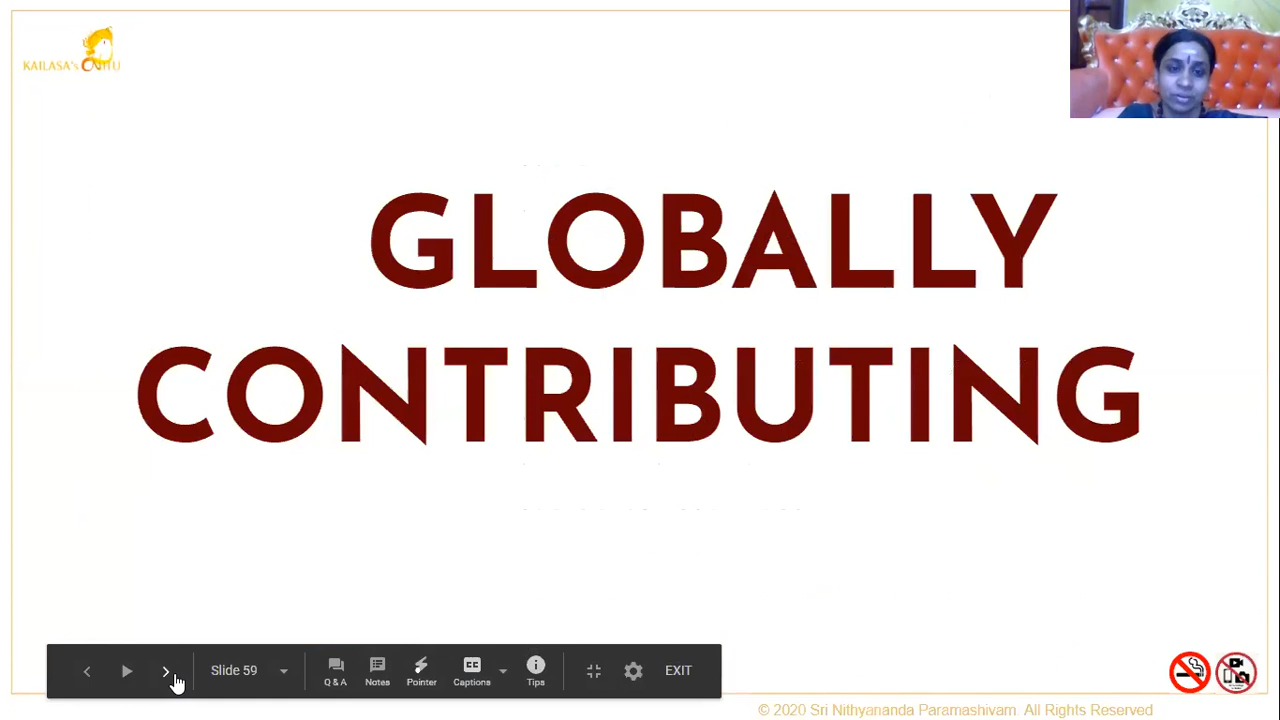 KAILASA's
GLOBALLY
CONTRIBUTING
Slide 59
Q & A
Notes
Pointer
Captions
Tips
EXIT
© 2020 Sri Nithyananda Paramashivam. All Rights Reserved